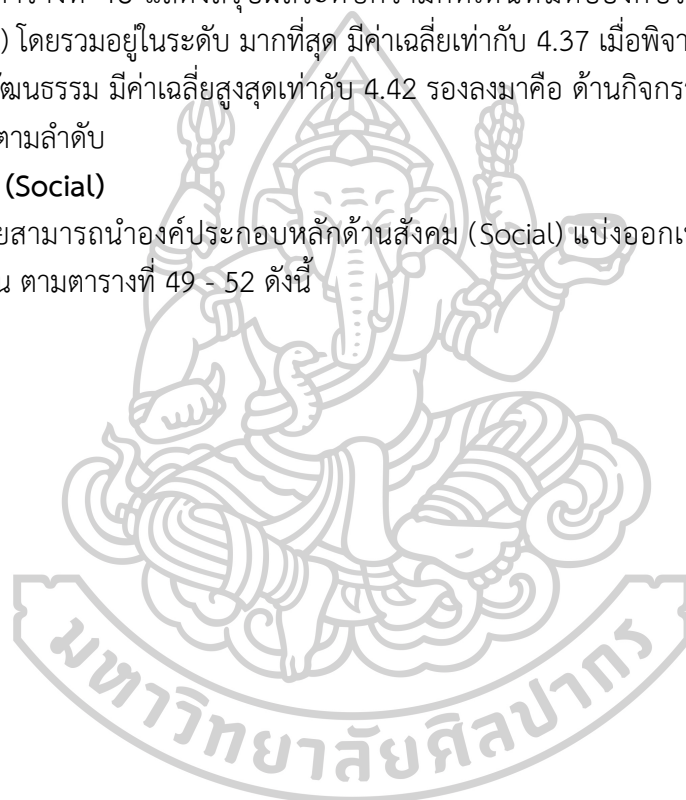 โดยรวมอยู่ในระดับ มากที่สุด มีค่าเฉลี่ยเท่ากับ 4.37 เมื่อพิจา
ัฒนธรรม มีค่าเฉลี่ยสูงสุดเท่ากับ 4.42 รองลงมาคือ ด้านกิจกร
ตามลำดับ
(Social)
ยสามารถนำองค์ประกอบหลักด้านสังคม (Social) แบ่งออกเ
น ตามตารางที่ 49 - 52 ดังนี้
มหาวิทยาลัยศิลปากร